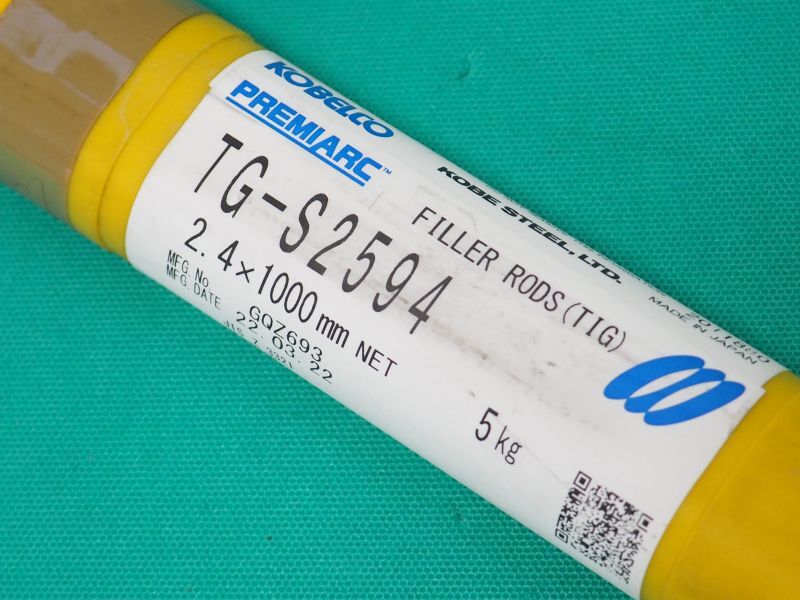 KOBELCO
PREMIARC™
KOBE STEEL, LTD.
MADE IN JAPAN
FILLER RODS(TIG)
TG-S2594
2.4×1000mm NET
5kg
MFG.No. GQZ693
MFG.DATE 22.03.22